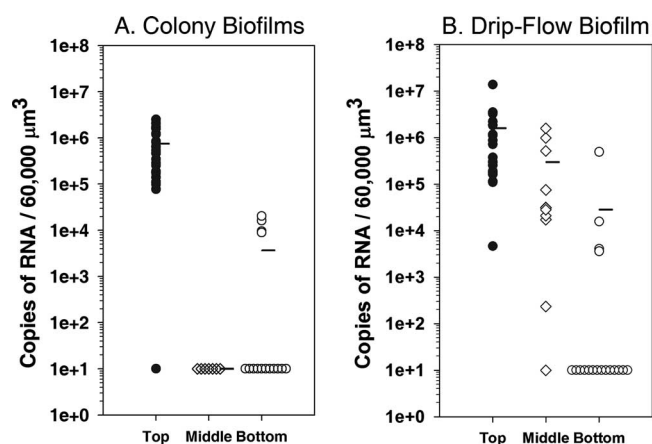 A. Colony Biofilms
Copies of RNA / 60,000 µm³
1e+8
1e+7
1e+6
1e+5
1e+4
1e+3
1e+2
1e+1
1e+0
Top Middle Bottom
B. Drip-Flow Biofilm
Copies of RNA / 60,000 µm³
1e+8
1e+7
1e+6
1e+5
1e+4
1e+3
1e+2
1e+1
1e+0
Top Middle Bottom